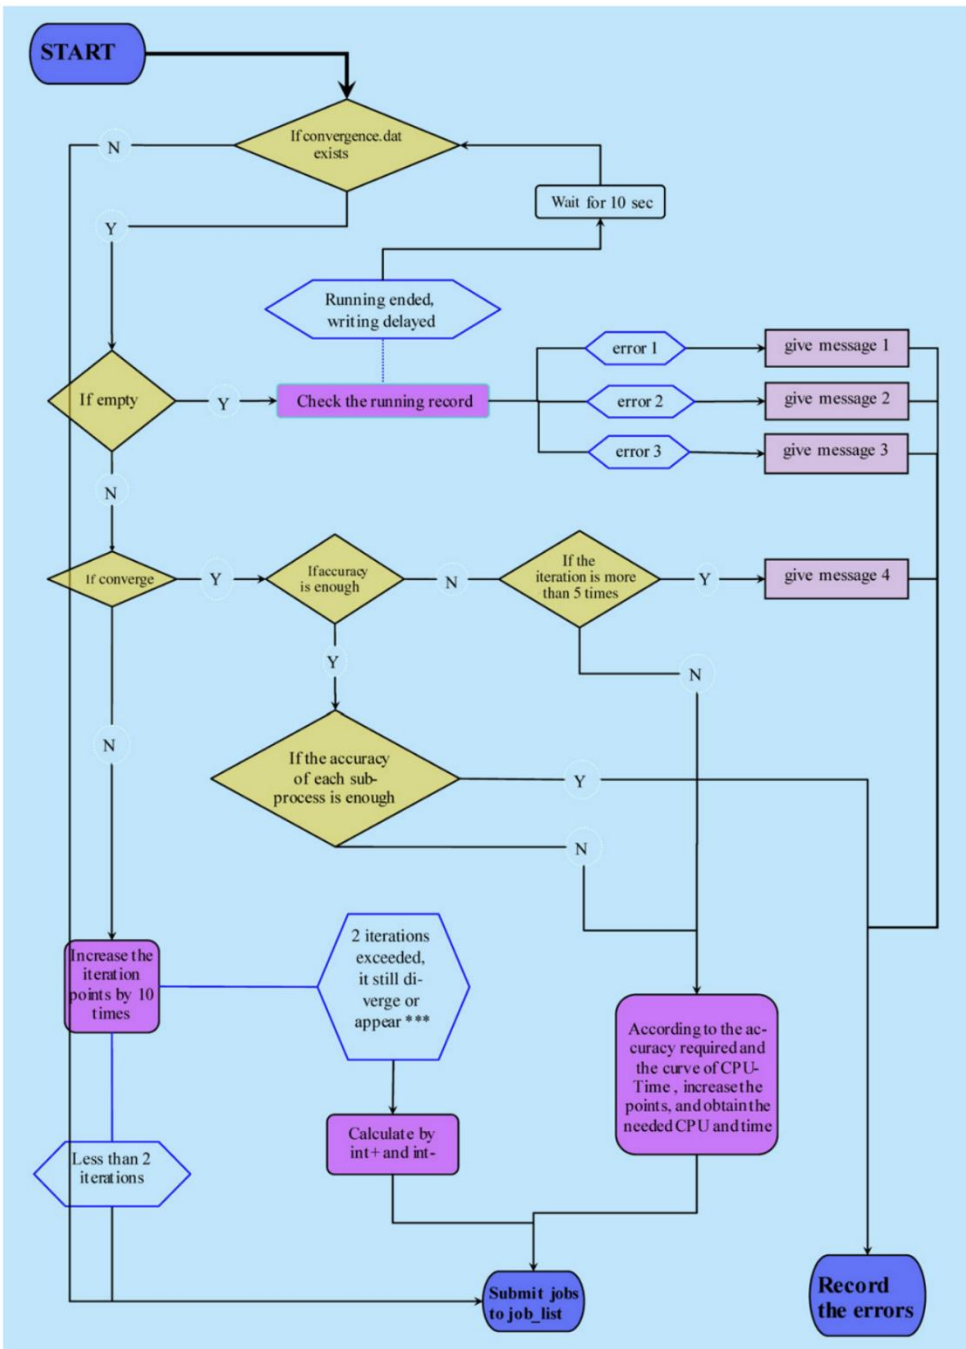 START
If convergence.dat
exists
N
Wait for 10 sec
Y
Running ended,
writing delayed
error 1
give message 1
If empty
Y
Check the running record
error 2
give message 2
error 3
give message 3
N
If converge
Y
If accuracy
is enough
N
If the
iteration is more
than 5 times
Y
give message 4
Y
N
N
If the accuracy
of each sub-
process is enough
Y
N
Increase the
iteration
points by 10
times
2 iterations
exceeded,
it still di-
verge or
appear ***
According to the ac-
curacy required and
the curve of CPU-
Time , increase the
points, and obtain the
needed CPU and time
Calculate by
int+ and int-
Less than 2
iterations
Submit jobs
to job_list
Record
the errors